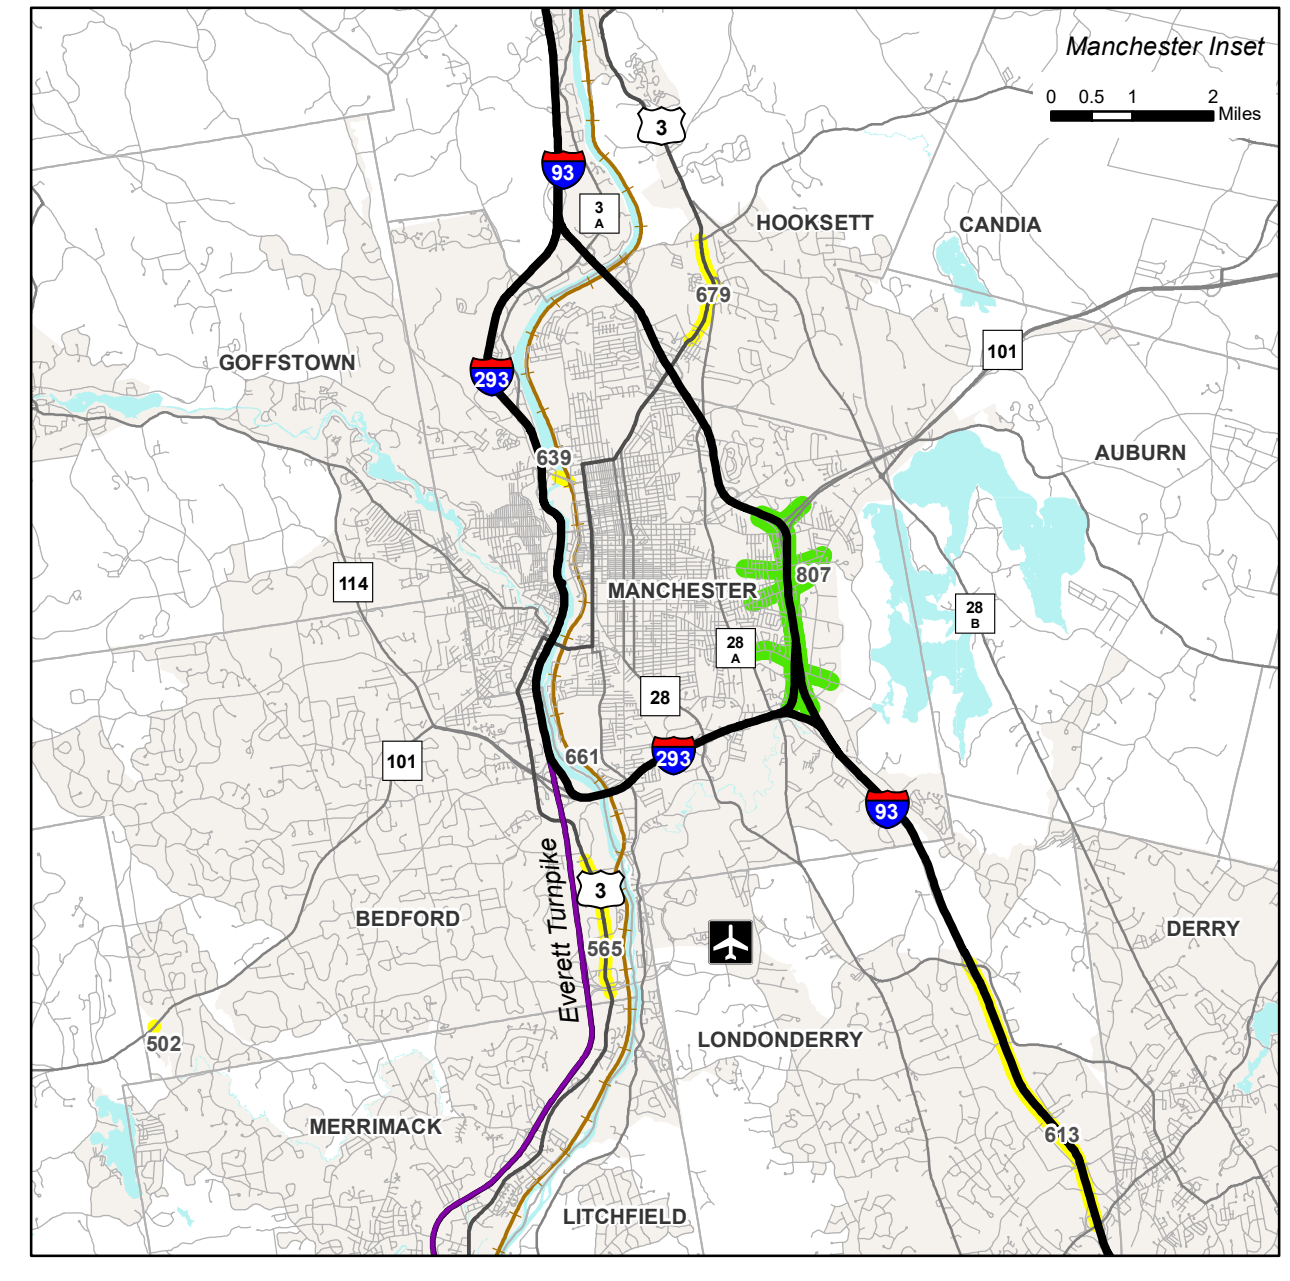 Manchester Inset
0 0.5 1 2
Miles
3
93
3
A
HOOKSETT
CANDIA
679
101
GOFFSTOWN
293
AUBURN
639
807
114
MANCHESTER
28
B
28
A
28
101
661
293
93
Everett Turnpike
3
BEDFORD
DERRY
565
502
LONDONDERRY
MERRIMACK
613
LITCHFIELD